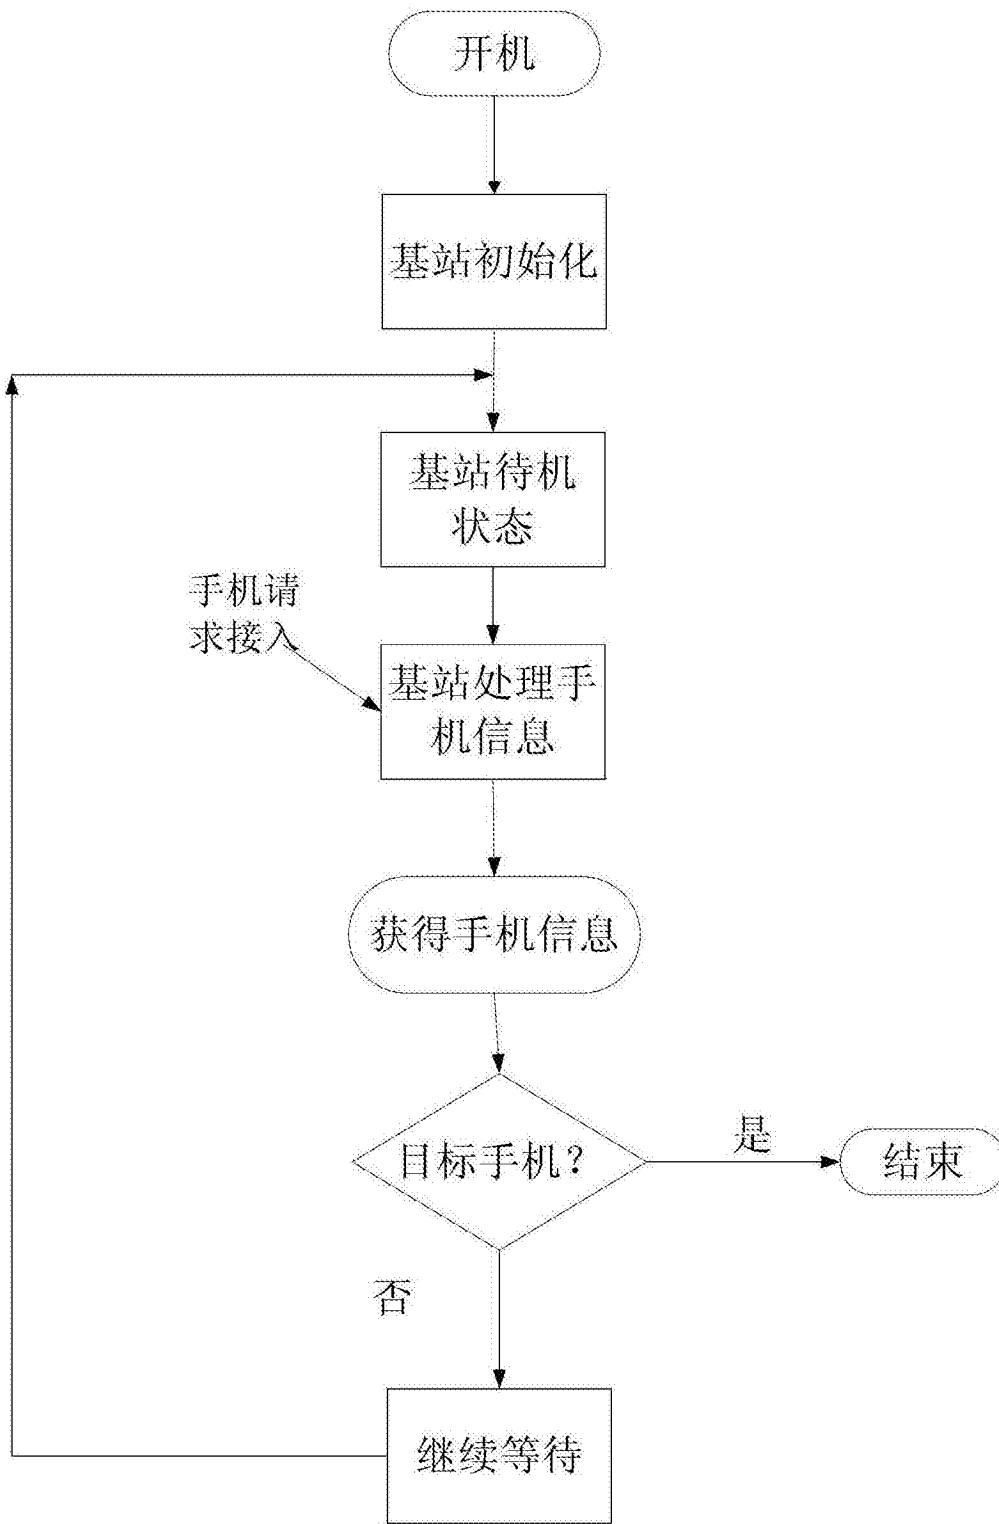 开机
基站初始化
基站待机
状态
手机请
求接入
基站处理手
机信息
获得手机信息
目标手机?
是
结束
否
继续等待